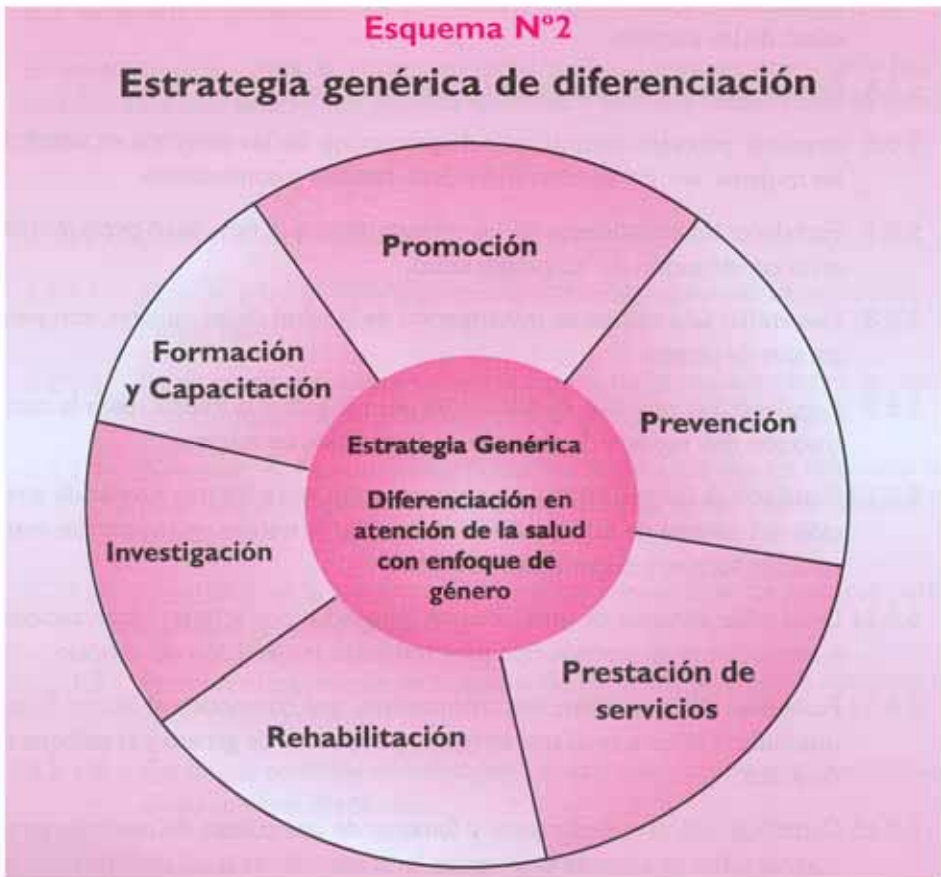 Esquema Nº2
Estrategia genérica de diferenciación
Promoción
Prevención
Prestación de
servicios
Rehabilitación
Investigación
Formación
y Capacitación
Estrategia Genérica
Diferenciación en
atención de la salud
con enfoque de
género